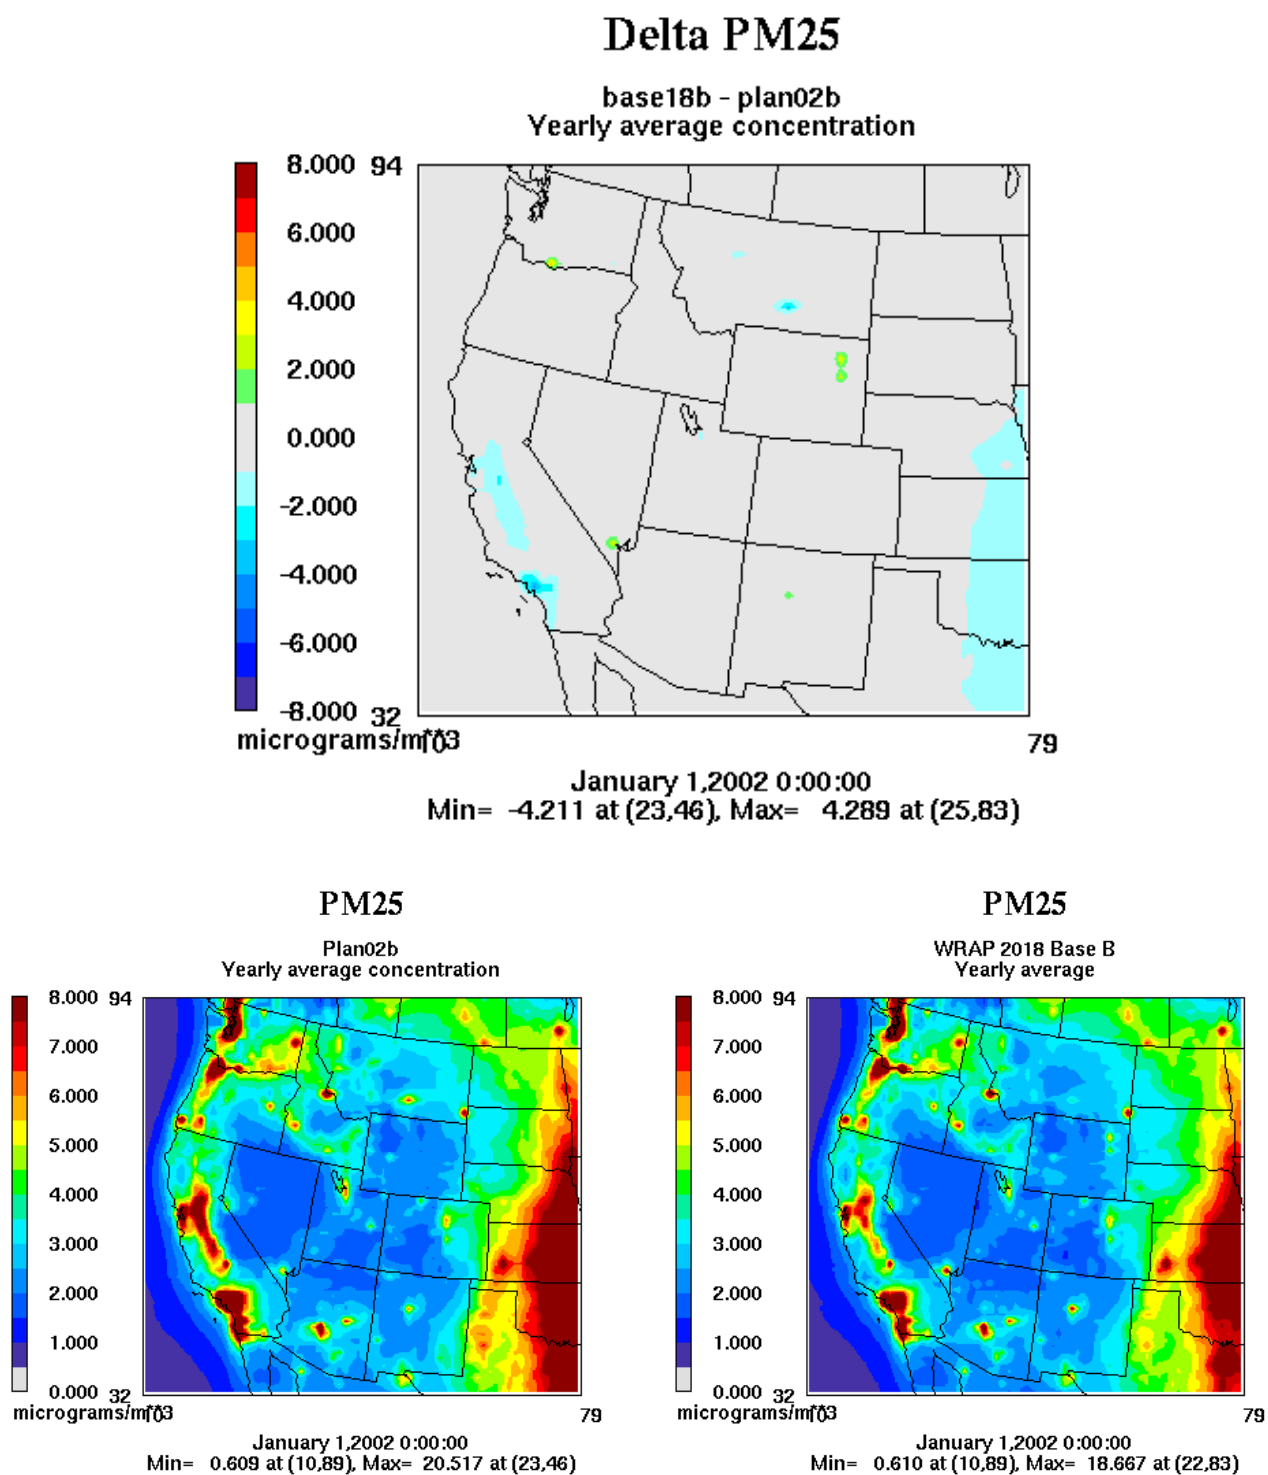 Delta PM25
base18b - plan02b
Yearly average concentration
8.000 94
6.000
4.000
2.000
0.000
-2.000
-4.000
-6.000
-8.000 32
micrograms/m**3
10 79
January 1,2002 0:00:00
Min= -4.211 at (23,46), Max= 4.289 at (25,83)
PM25
Plan02b
Yearly average concentration
8.000 94
7.000
6.000
5.000
4.000
3.000
2.000
1.000
0.000 32
micrograms/m**3
10 79
January 1,2002 0:00:00
Min= 0.609 at (10,89), Max= 20.517 at (23,46)
PM25
WRAP 2018 Base B
Yearly average
8.000 94
7.000
6.000
5.000
4.000
3.000
2.000
1.000
0.000 32
micrograms/m**3
10 79
January 1,2002 0:00:00
Min= 0.610 at (10,89), Max= 18.667 at (22,83)